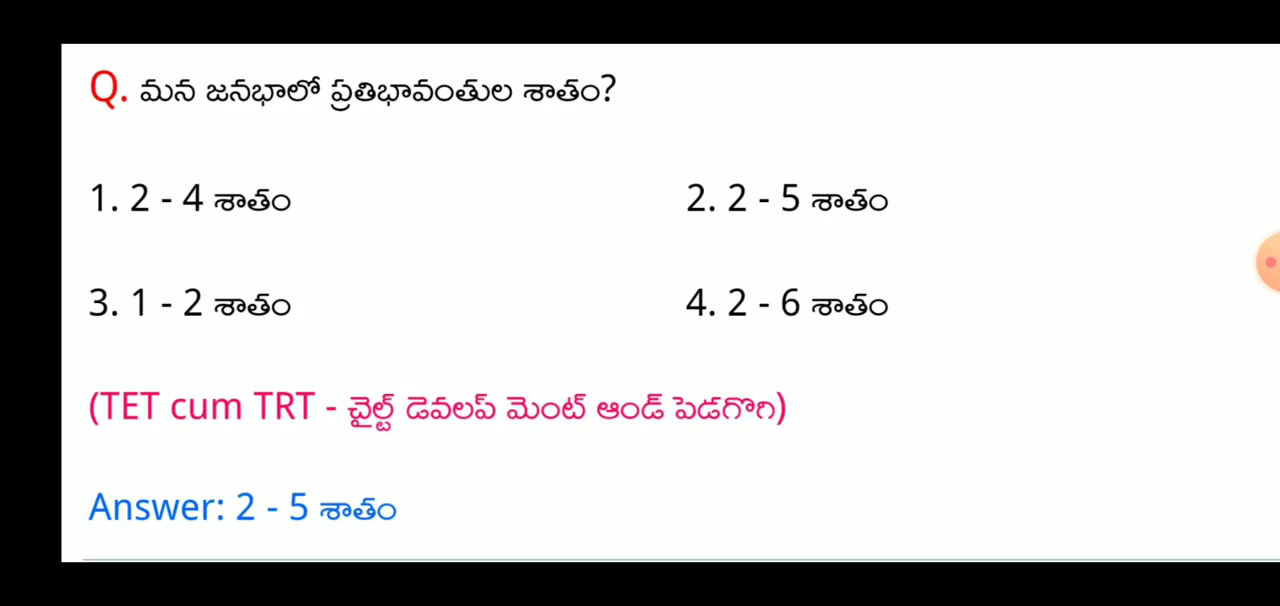 Q. మన జనభాలో ప్రతిభావంతుల శాతం?
1. 2 - 4 శాతం 2. 2 - 5 శాతం
3. 1 - 2 శాతం 4. 2 - 6 శాతం
(TET cum TRT - చైల్ట్ డెవలప్ మెంట్ ఆండ్ పెడగొగి)
Answer: 2 - 5 శాతం